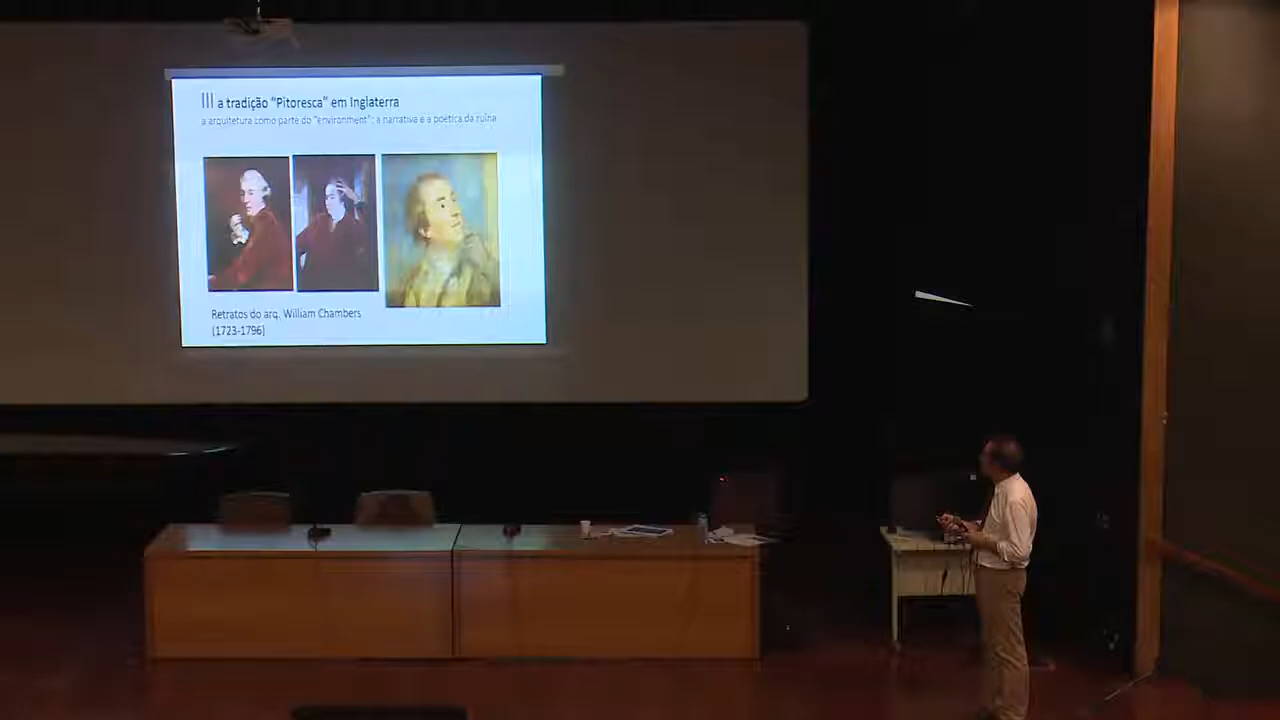 III a tradição “Pitoresca” em Inglaterra
a arquitetura como parte do “environment”: a narrativa e a poética da ruína
Retratos do arq. William Chambers
(1723-1796)